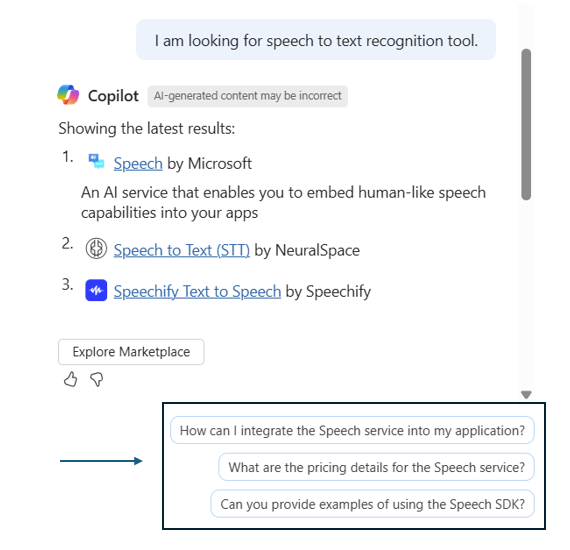 I am looking for speech to text recognition tool.
Copilot AI-generated content may be incorrect
Showing the latest results:
1. Speech by Microsoft
An AI service that enables you to embed human-like speech
capabilities into your apps
2. Speech to Text (STT) by NeuralSpace
3. Speechify Text to Speech by Speechify
Explore Marketplace
How can I integrate the Speech service into my application?
What are the pricing details for the Speech service?
Can you provide examples of using the Speech SDK?